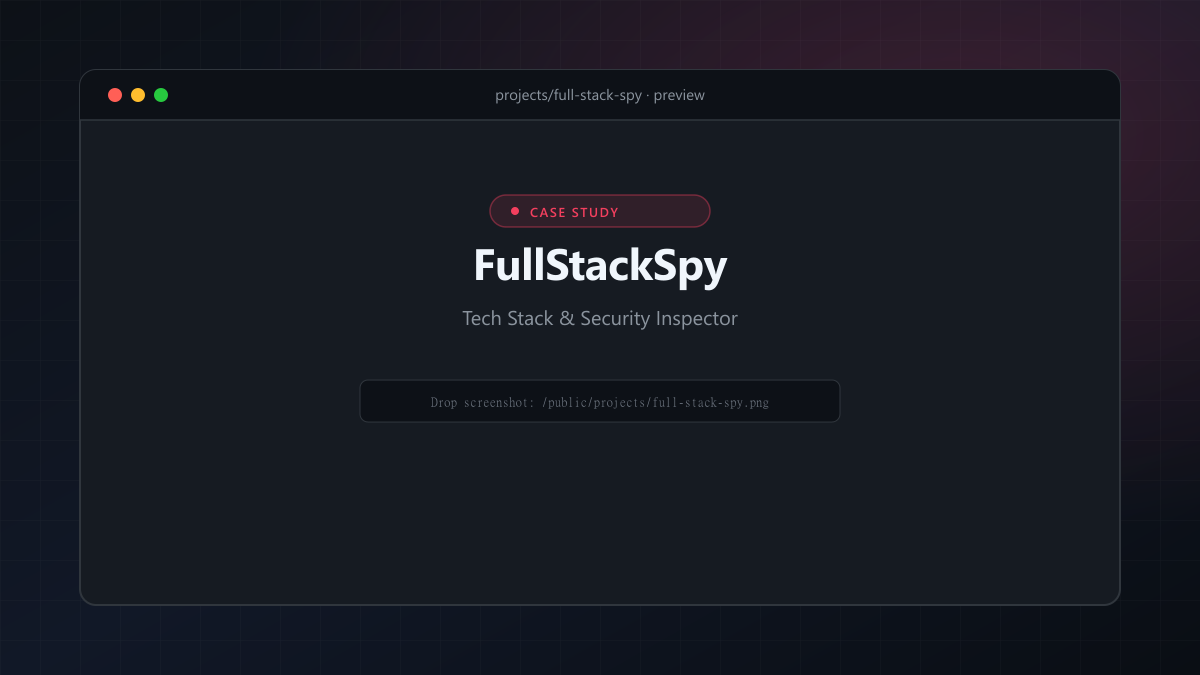 projects/full-stack-spy · preview
CASE STUDY
FullStackSpy
Tech Stack & Security Inspector
Drop screenshot: /public/projects/full-stack-spy.png